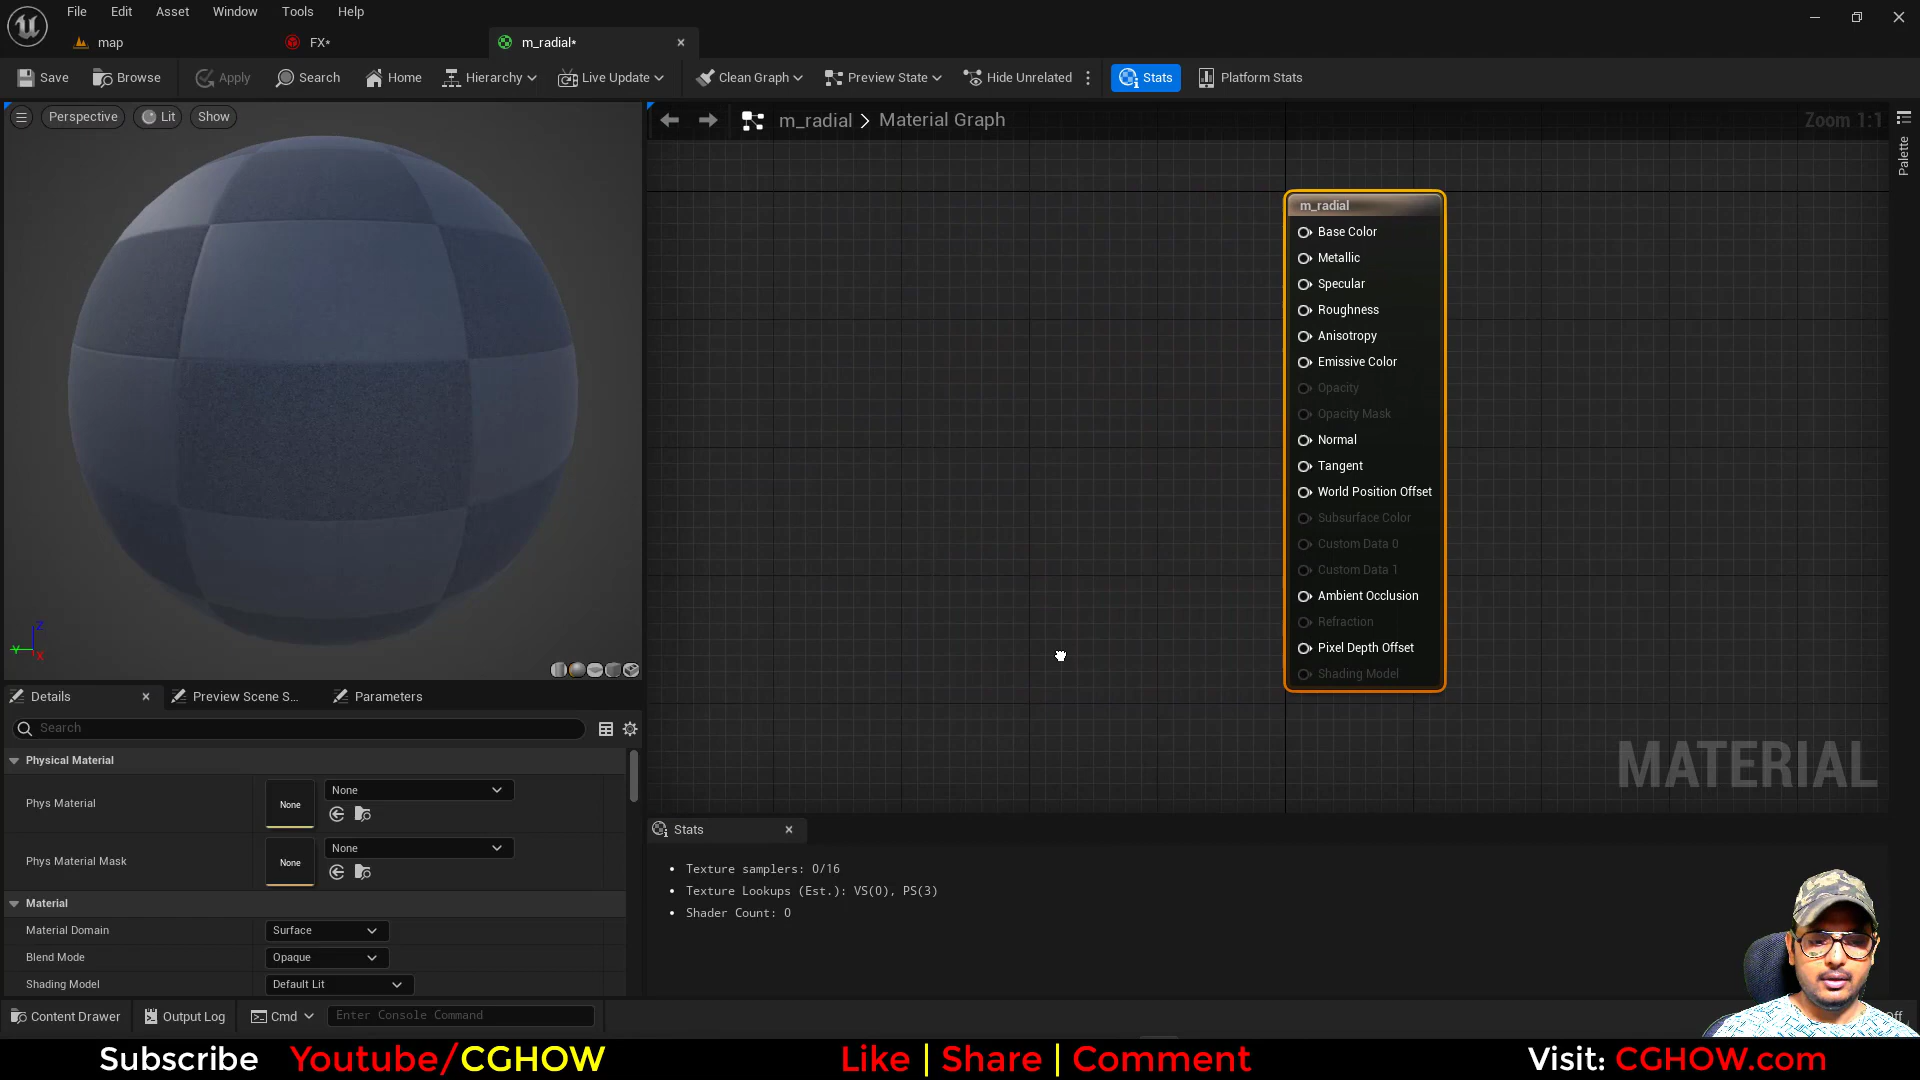 File Edit Asset Window Tools Help
map FX* m_radial*
Save Browse Apply Search Home Hierarchy Live Update Clean Graph Preview State Hide Unrelated Stats Platform Stats
Perspective Lit Show
m_radial > Material Graph
Zoom 1:1
Palette
m_radial
Base Color
Metallic
Specular
Roughness
Anisotropy
Emissive Color
Opacity
Opacity Mask
Normal
Tangent
World Position Offset
Subsurface Color
Custom Data 0
Custom Data 1
Ambient Occlusion
Refraction
Pixel Depth Offset
Shading Model
MATERIAL
Z
Y
X
Details Preview Scene S... Parameters
Search
Physical Material
Phys Material None None
Phys Material Mask None None
Material
Material Domain Surface
Blend Mode Opaque
Shading Model Default Lit
Stats
Texture samplers: 0/16
Texture Lookups (Est.): VS(0), PS(3)
Shader Count: 0
Content Drawer Output Log Cmd Enter Console Command
Off
Subscribe Youtube/CGHOW Like | Share | Comment Visit: CGHOW.com